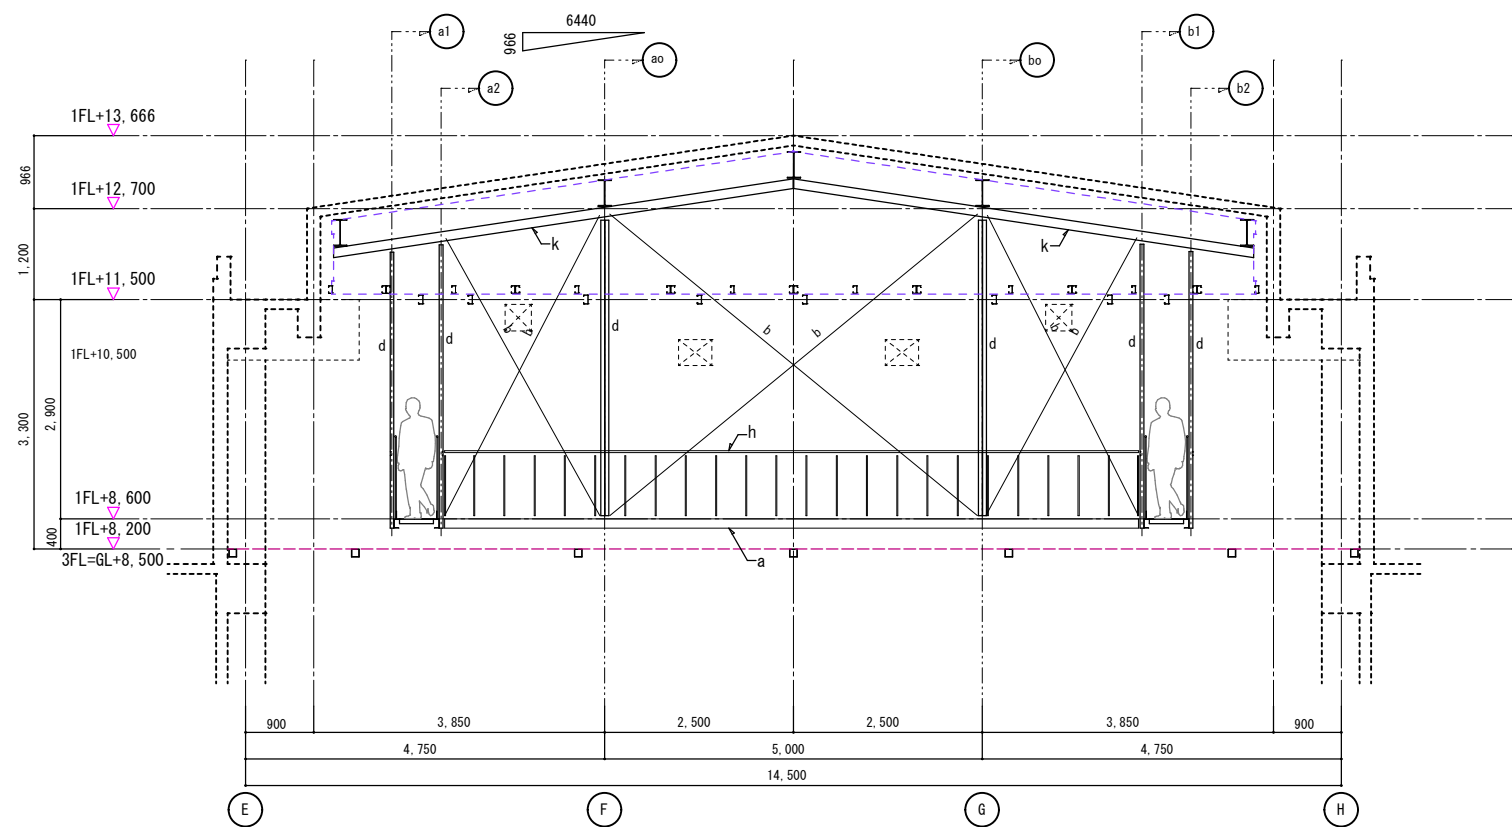 a1
6440
966
ao
bo
b1
a2
b2
1FL+13,666
966
1FL+12,700
k
k
1,200
1FL+11,500
d
d
b
b
d
b
b
d
b
b
d
d
1FL+10,500
3,300
2,900
h
1FL+8,600
1FL+8,200
400
3FL=GL+8,500
a
900
3,850
2,500
2,500
3,850
900
4,750
5,000
4,750
14,500
E
F
G
H